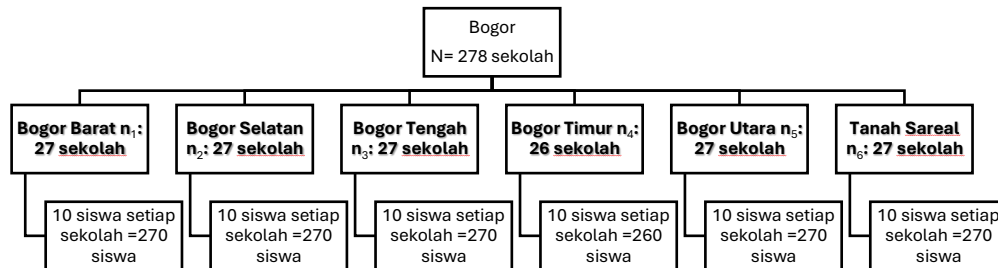 Bogor
N= 278 sekolah
Bogor Barat n₁:
27 sekolah
Bogor Selatan
n₂: 27 sekolah
Bogor Tengah
n₃: 27 sekolah
Bogor Timur n₄:
26 sekolah
Bogor Utara n₅:
27 sekolah
Tanah Sareal
n₆: 27 sekolah
10 siswa setiap
sekolah =270
siswa
10 siswa setiap
sekolah =270
siswa
10 siswa setiap
sekolah =270
siswa
10 siswa setiap
sekolah =260
siswa
10 siswa setiap
sekolah =270
siswa
10 siswa setiap
sekolah =270
siswa